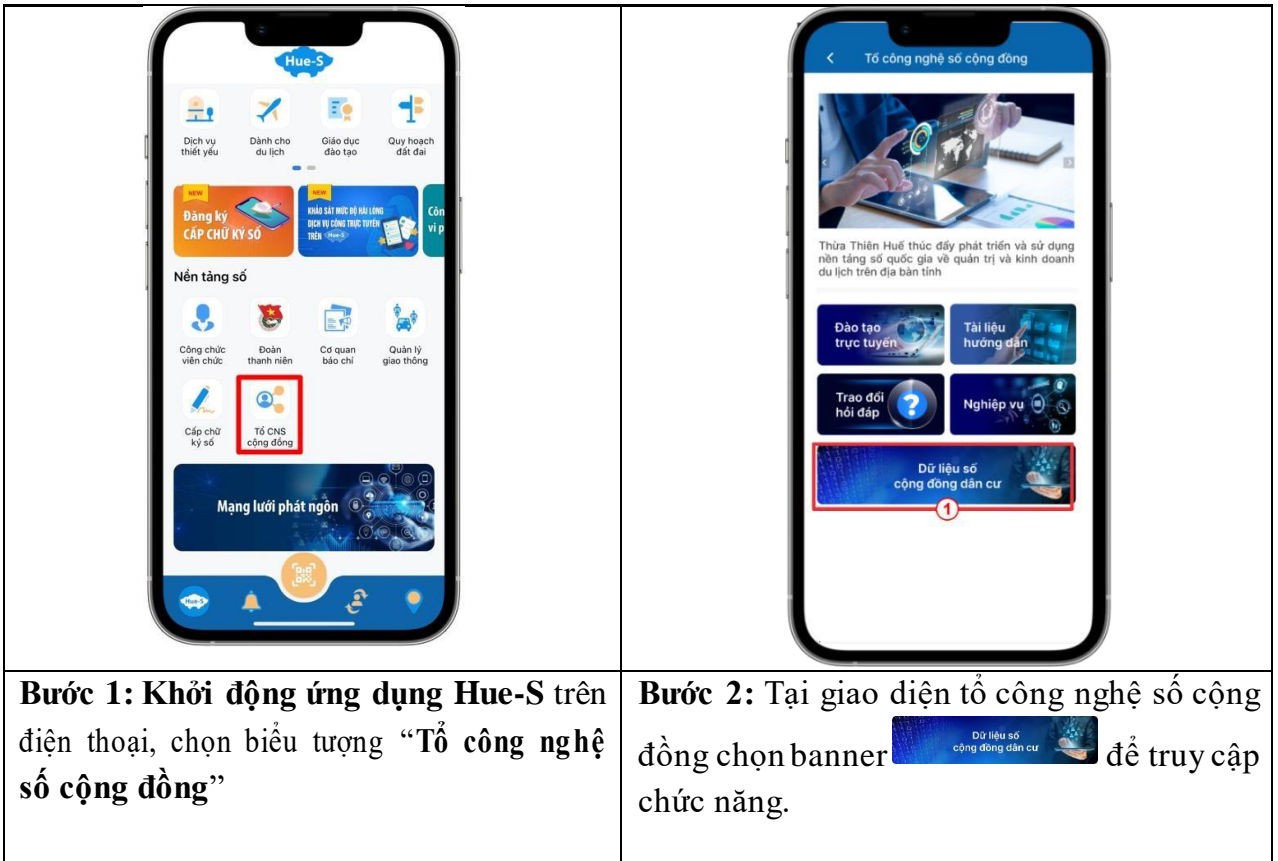 Hue-S
Dịch vụ
thiết yếu
Dành cho
du lịch
Giáo dục
đào tạo
Quy hoạch
đất đai
NEW
Đăng ký
CẤP CHỮ KÝ SỐ
NEW
KHẢO SÁT MỨC ĐỘ HÀI LÒNG
DỊCH VỤ CÔNG TRỰC TUYẾN
TRÊN Hue-S
Côn
vi p
Nền tảng số
Công chức
viên chức
Đoàn
thanh niên
Cơ quan
báo chí
Quản lý
giao thông
Cấp chữ
ký số
Tổ CNS
cộng đồng
Mạng lưới phát ngôn
Hue-S
Tổ công nghệ số cộng đồng
Thừa Thiên Huế thúc đẩy phát triển và sử dụng
nền tảng số quốc gia về quản trị và kinh doanh
du lịch trên địa bàn tỉnh
Đào tạo
trực tuyến
Tài liệu
hướng dẫn
Trao đổi
hỏi đáp
?
Nghiệp vụ
Dữ liệu số
cộng đồng dân cư
1
Bước 1: Khởi động ứng dụng Hue-S trên
điện thoại, chọn biểu tượng “Tổ công nghệ
số cộng đồng”
Bước 2: Tại giao diện tổ công nghệ số cộng
đồng chọn banner Dữ liệu số cộng đồng dân cư để truy cập
chức năng.